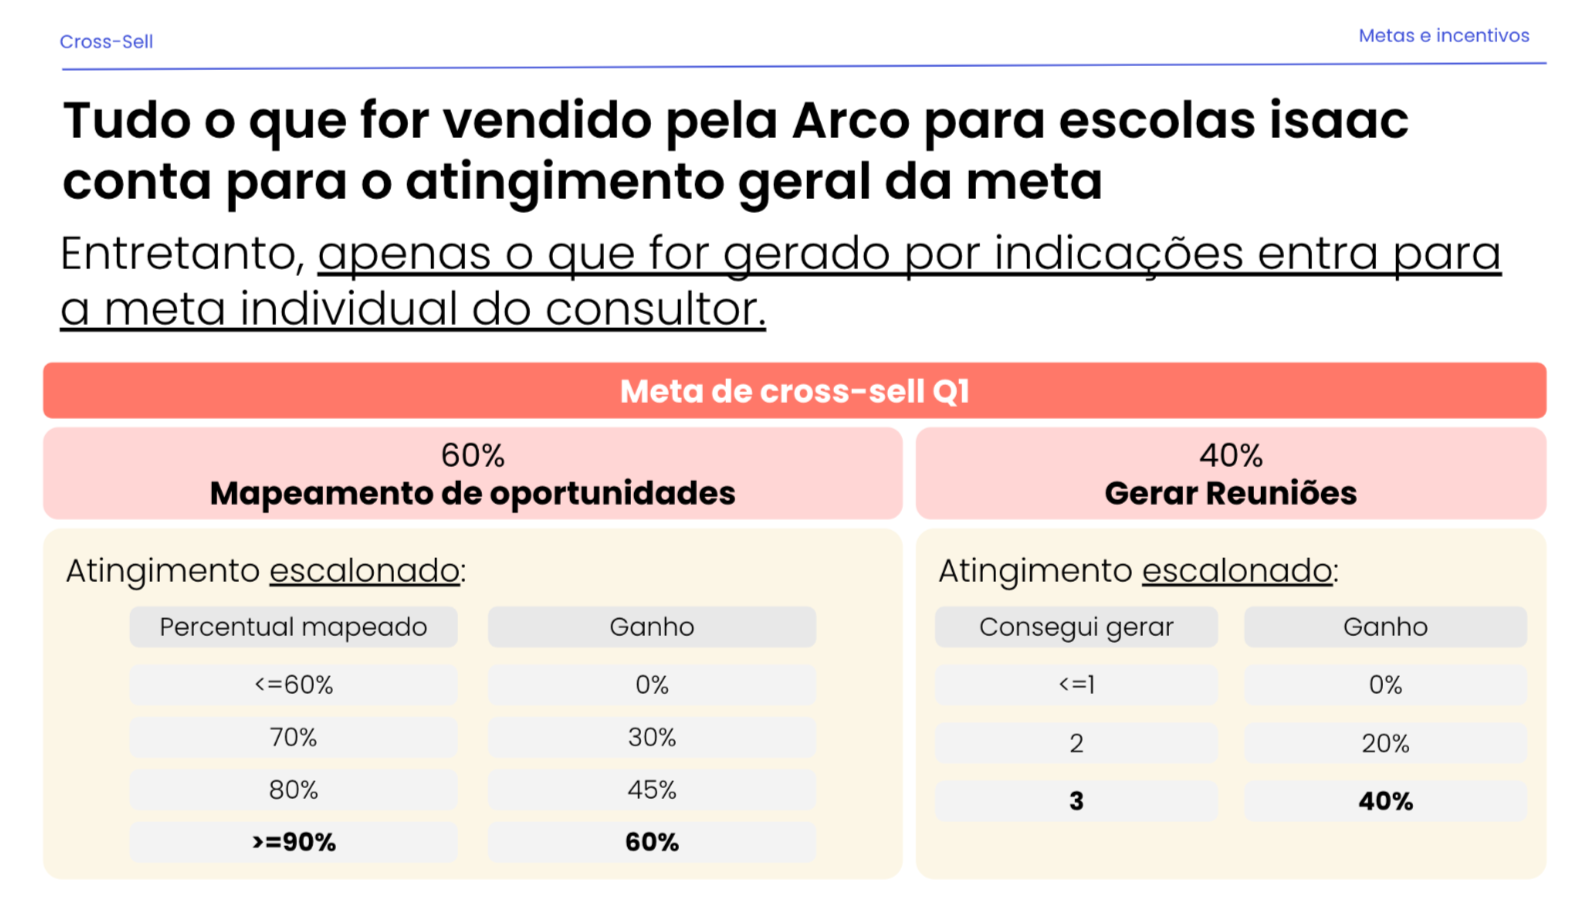 Cross-Sell
Metas e incentivos
Tudo o que for vendido pela Arco para escolas isaac
conta para o atingimento geral da meta
Entretanto, apenas o que for gerado por indicações entra para
a meta individual do consultor.
Meta de cross-sell Q1
60%
Mapeamento de oportunidades
Atingimento escalonado:
Percentual mapeado Ganho
<=60% 0%
70% 30%
80% 45%
>=90% 60%
40%
Gerar Reuniões
Atingimento escalonado:
Consegui gerar Ganho
<=1 0%
2 20%
3 40%